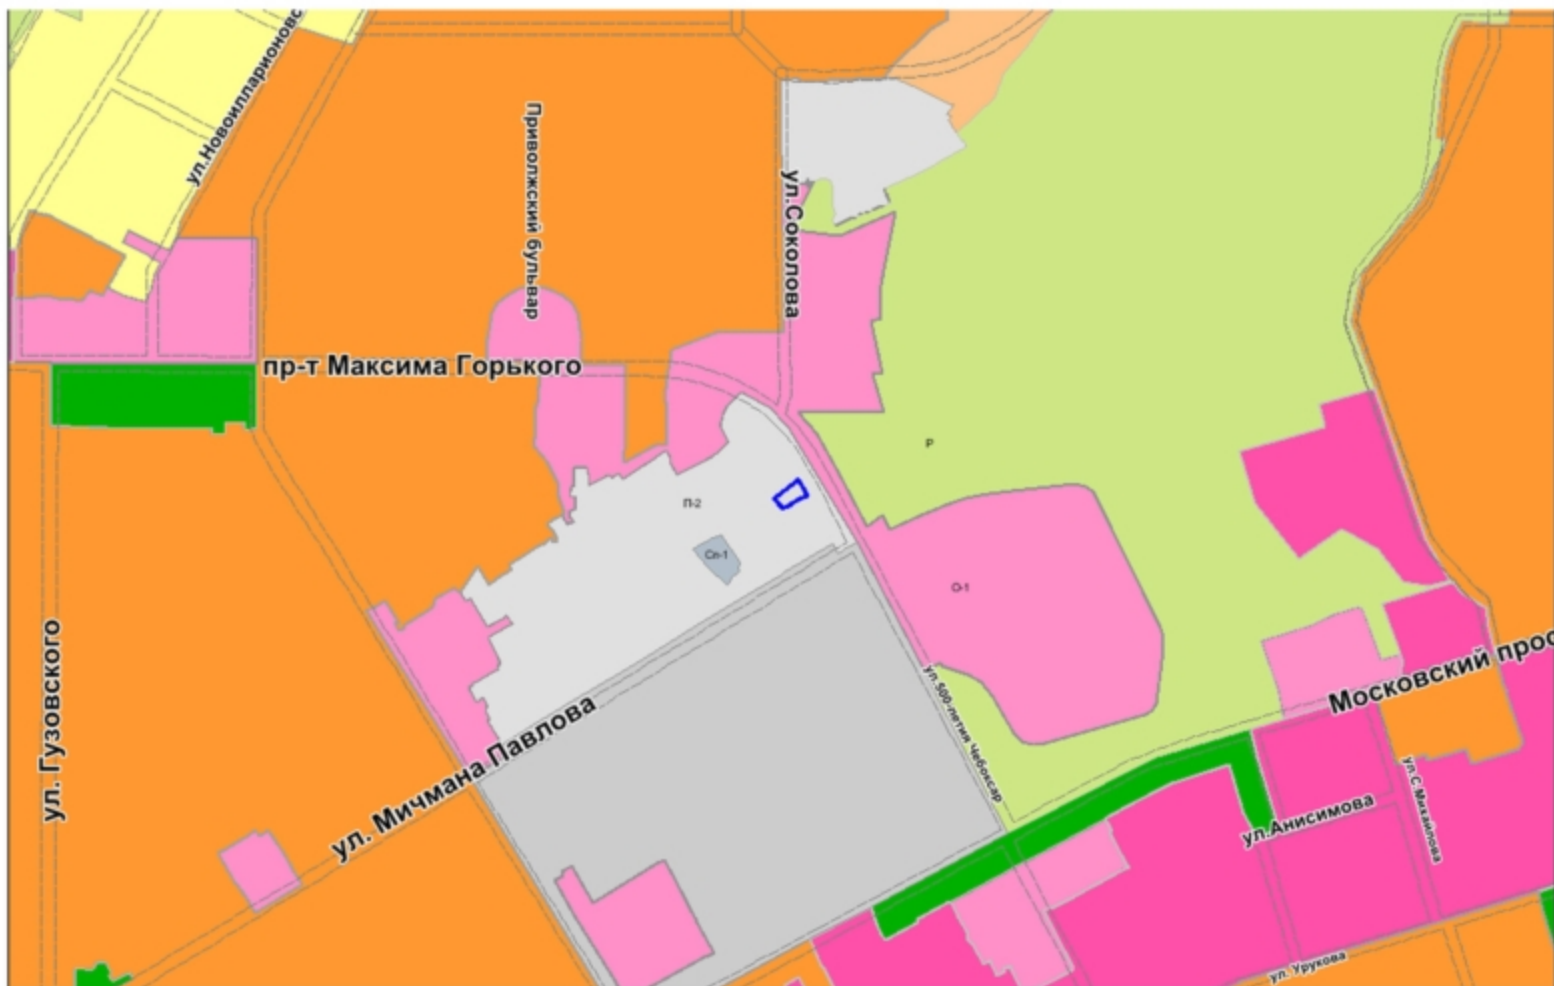 ул.Новоилларионовс
Приволжский бульвар
ул.Соколова
пр-т Максима Горького
Р
П-2
Сп-1
О-1
ул. Гузовского
ул. Мичмана Павлова
ул.500-летия Чебоксар
Московский прос
ул.С.Михайлова
ул.Анисимова
ул. Урукова